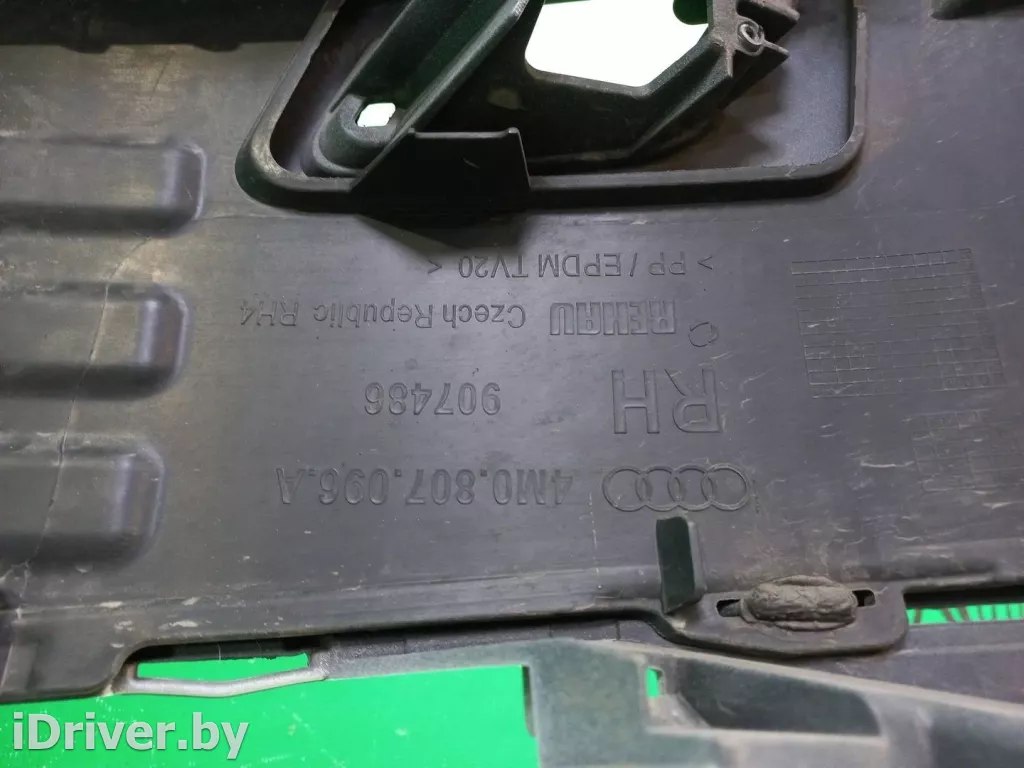 4M0.807.096.A
RH 907486
REHAU Czech Republic RH4
> PP / EPDM TV20 <
iDriver.by